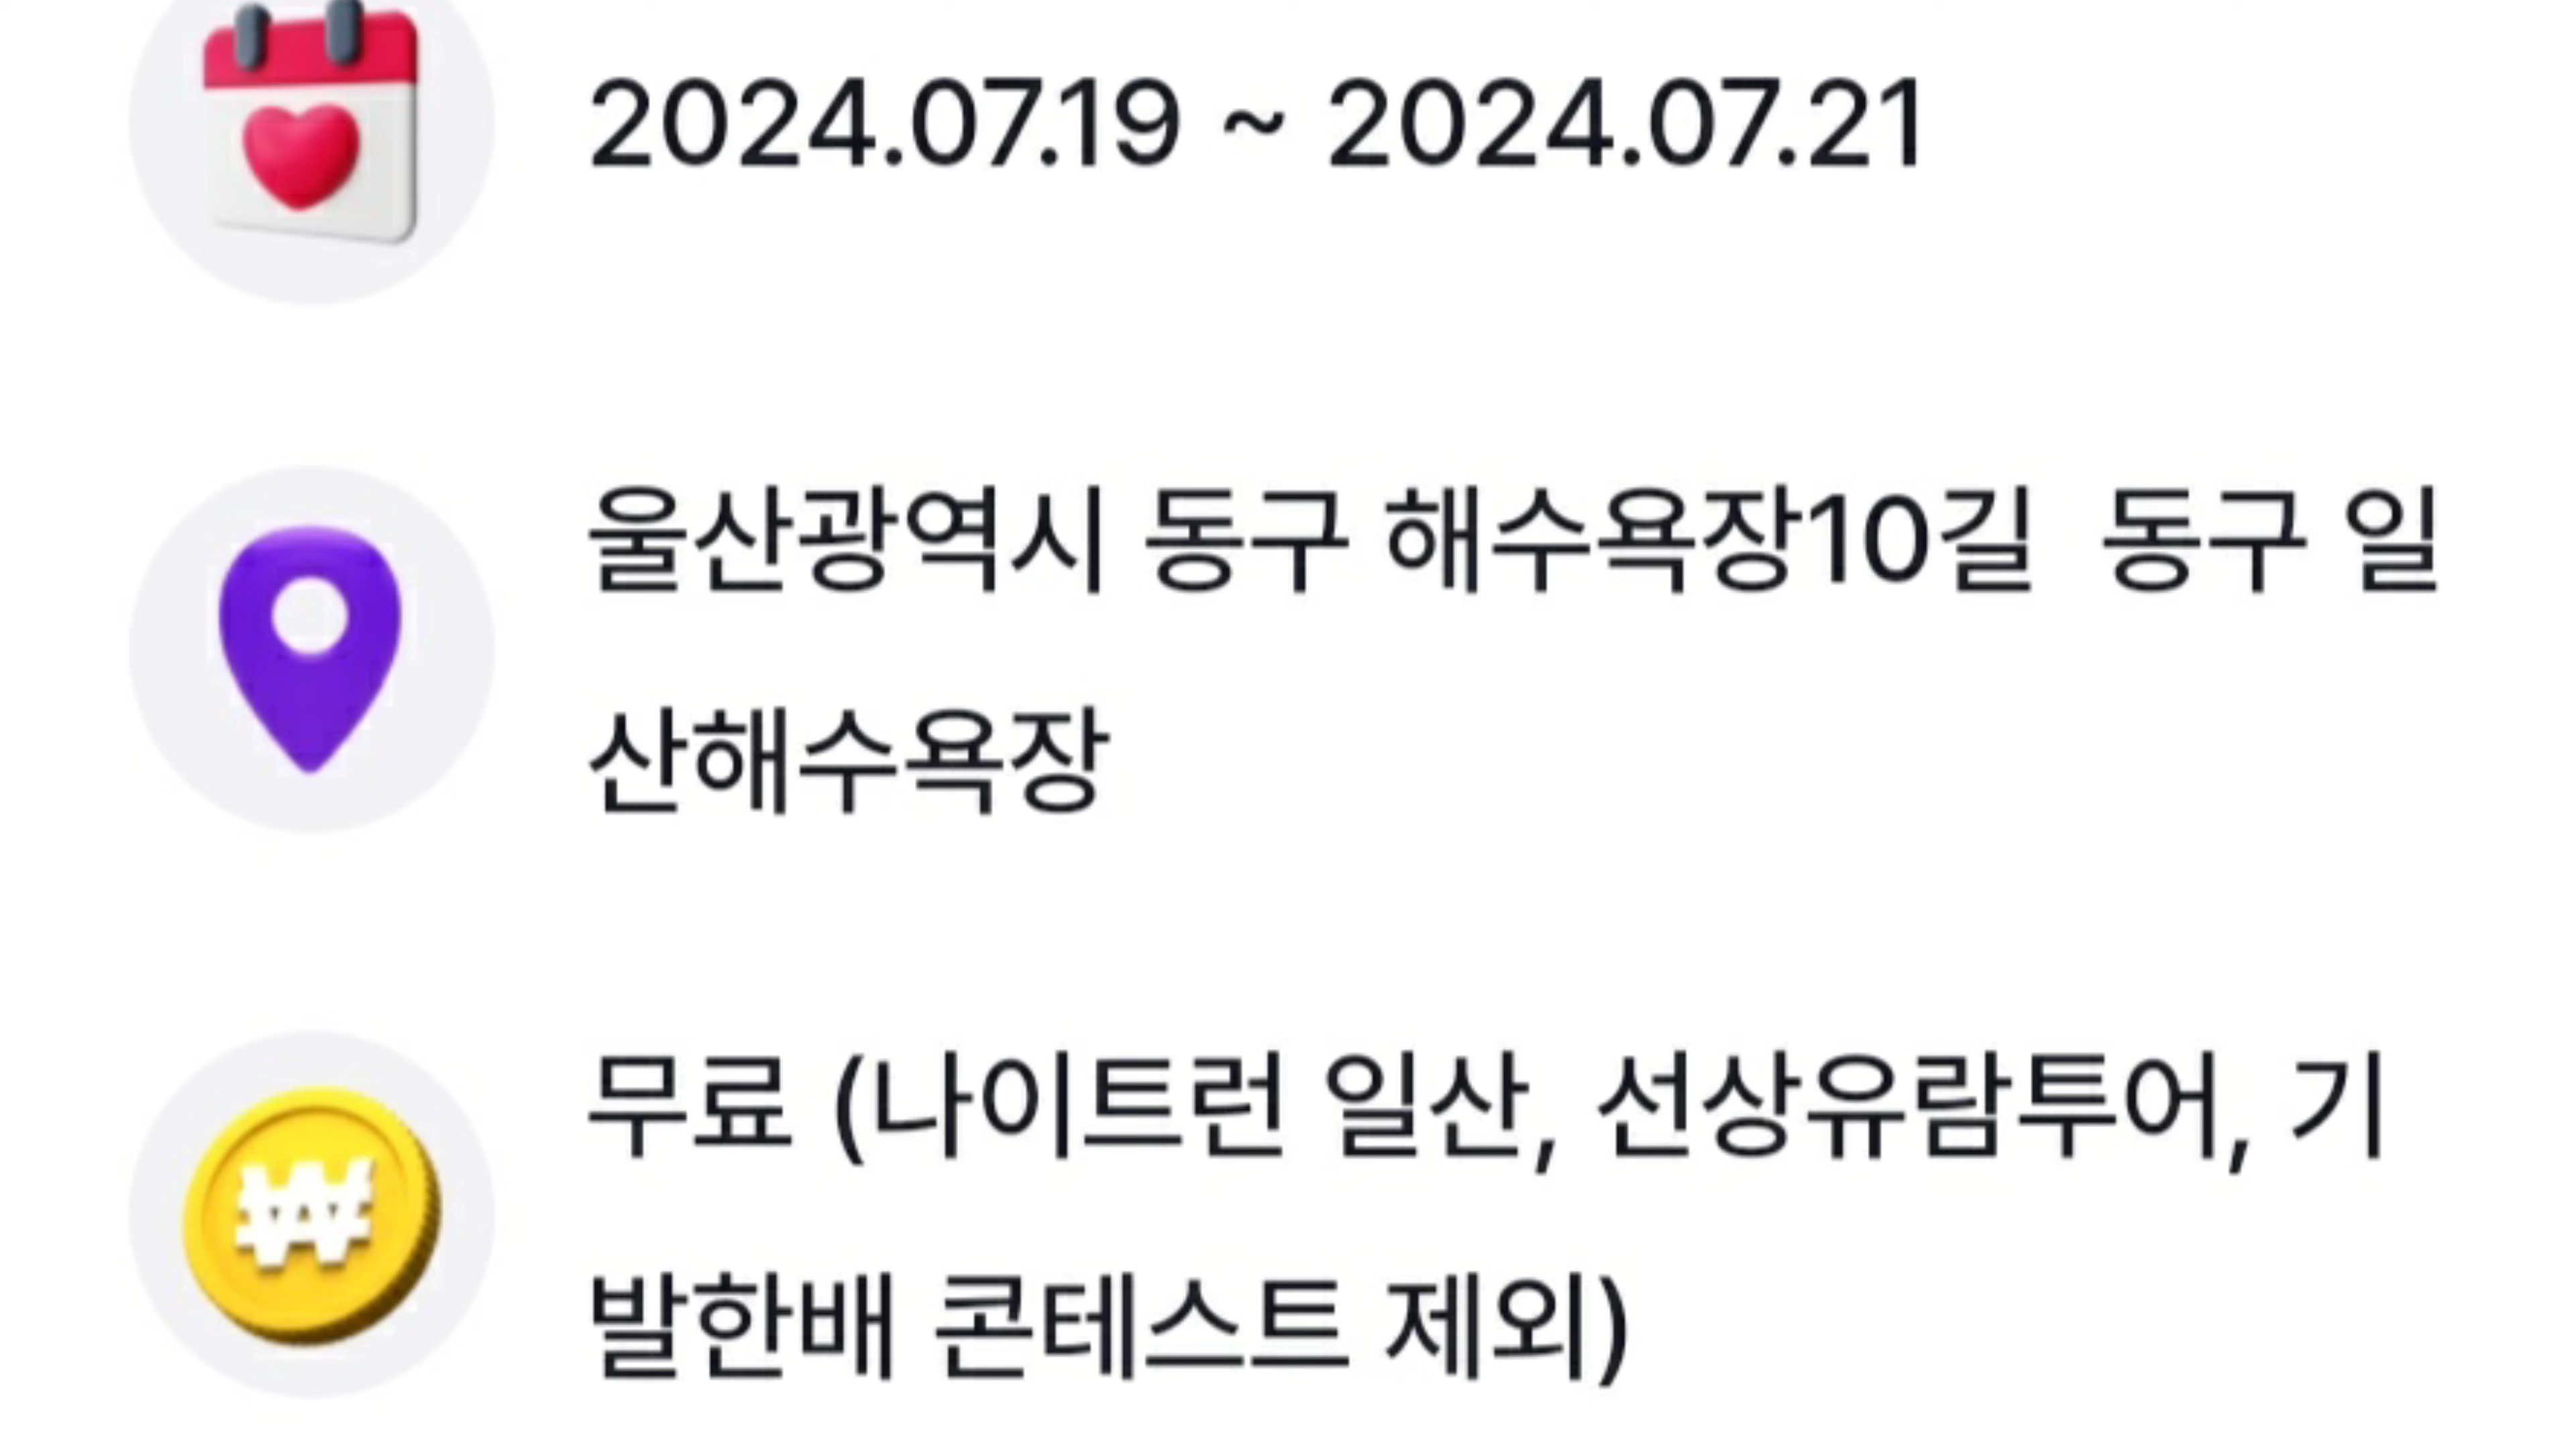 2024.07.19 ~ 2024.07.21
울산광역시 동구 해수욕장10길  동구 일
산해수욕장
무료 (나이트런 일산, 선상유람투어, 기
발한배 콘테스트 제외)